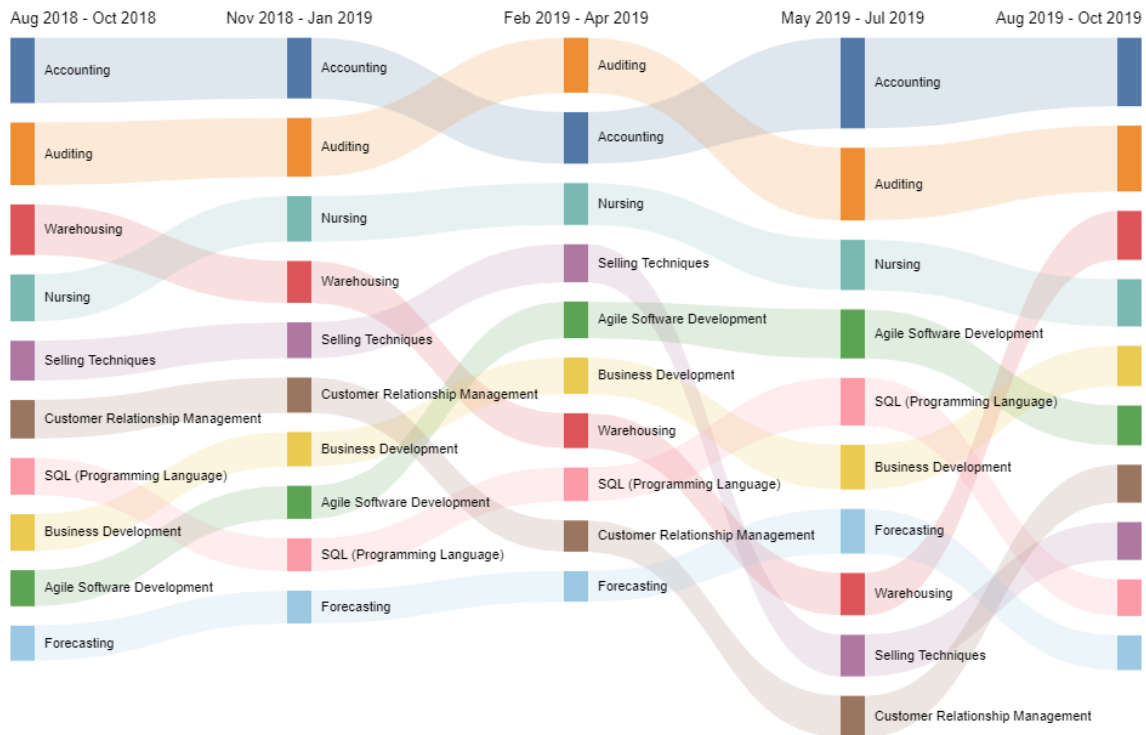 Aug 2018 - Oct 2018
Nov 2018 - Jan 2019
Feb 2019 - Apr 2019
May 2019 - Jul 2019
Aug 2019 - Oct 2019
Accounting
Auditing
Warehousing
Nursing
Selling Techniques
Customer Relationship Management
SQL (Programming Language)
Business Development
Agile Software Development
Forecasting
Accounting
Auditing
Nursing
Warehousing
Selling Techniques
Customer Relationship Management
Business Development
Agile Software Development
SQL (Programming Language)
Forecasting
Auditing
Accounting
Nursing
Selling Techniques
Agile Software Development
Business Development
Warehousing
SQL (Programming Language)
Customer Relationship Management
Forecasting
Accounting
Auditing
Nursing
Agile Software Development
SQL (Programming Language)
Business Development
Forecasting
Warehousing
Selling Techniques
Customer Relationship Management